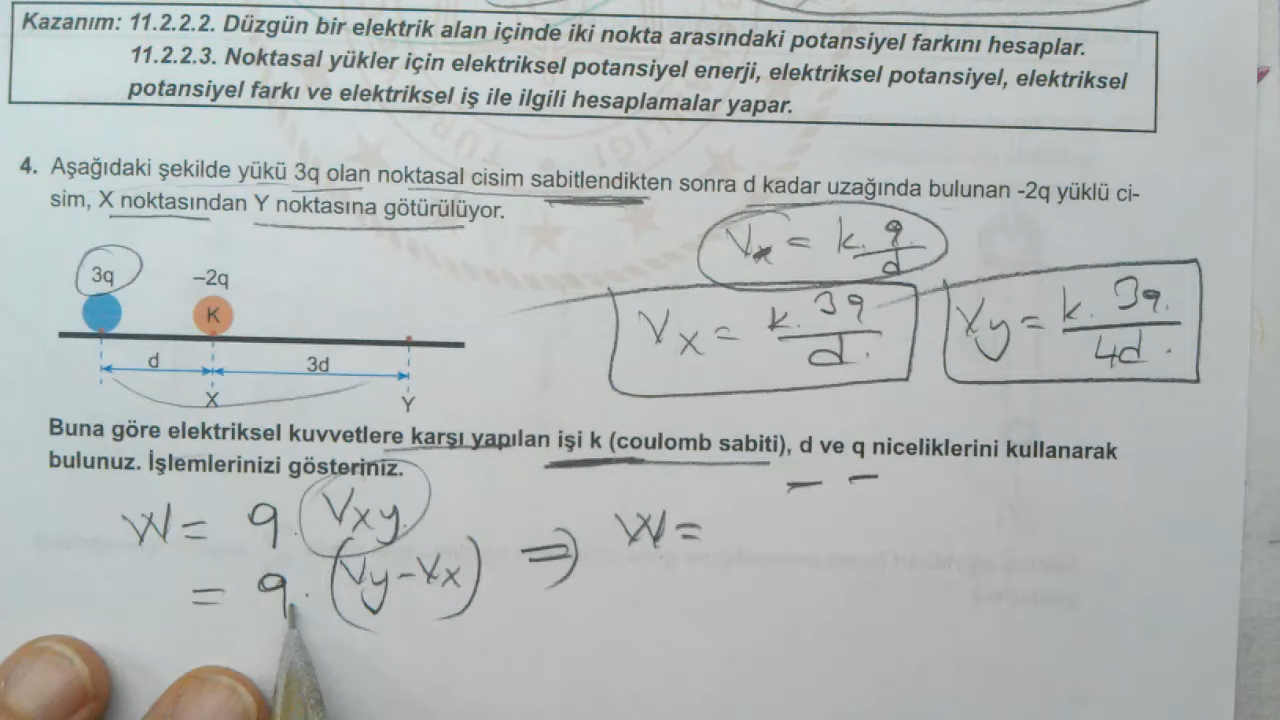 Kazanım: 11.2.2.2. Düzgün bir elektrik alan içinde iki nokta arasındaki potansiyel farkını hesaplar.
11.2.2.3. Noktasal yükler için elektriksel potansiyel enerji, elektriksel potansiyel, elektriksel
potansiyel farkı ve elektriksel iş ile ilgili hesaplamalar yapar.
4. Aşağıdaki şekilde yükü 3q olan noktasal cisim sabitlendikten sonra d kadar uzağında bulunan -2q yüklü ci-
sim, X noktasından Y noktasına götürülüyor.
Vx = k. q/d
3q –2q
K
Vx = k. 3q/d.
Vy = k. 3q./4d.
d 3d
X Y
Buna göre elektriksel kuvvetlere karşı yapılan işi k (coulomb sabiti), d ve q niceliklerini kullanarak
bulunuz. İşlemlerinizi gösteriniz.
W = q. Vxy. ⇒ W =
= q. (Vy-Vx)